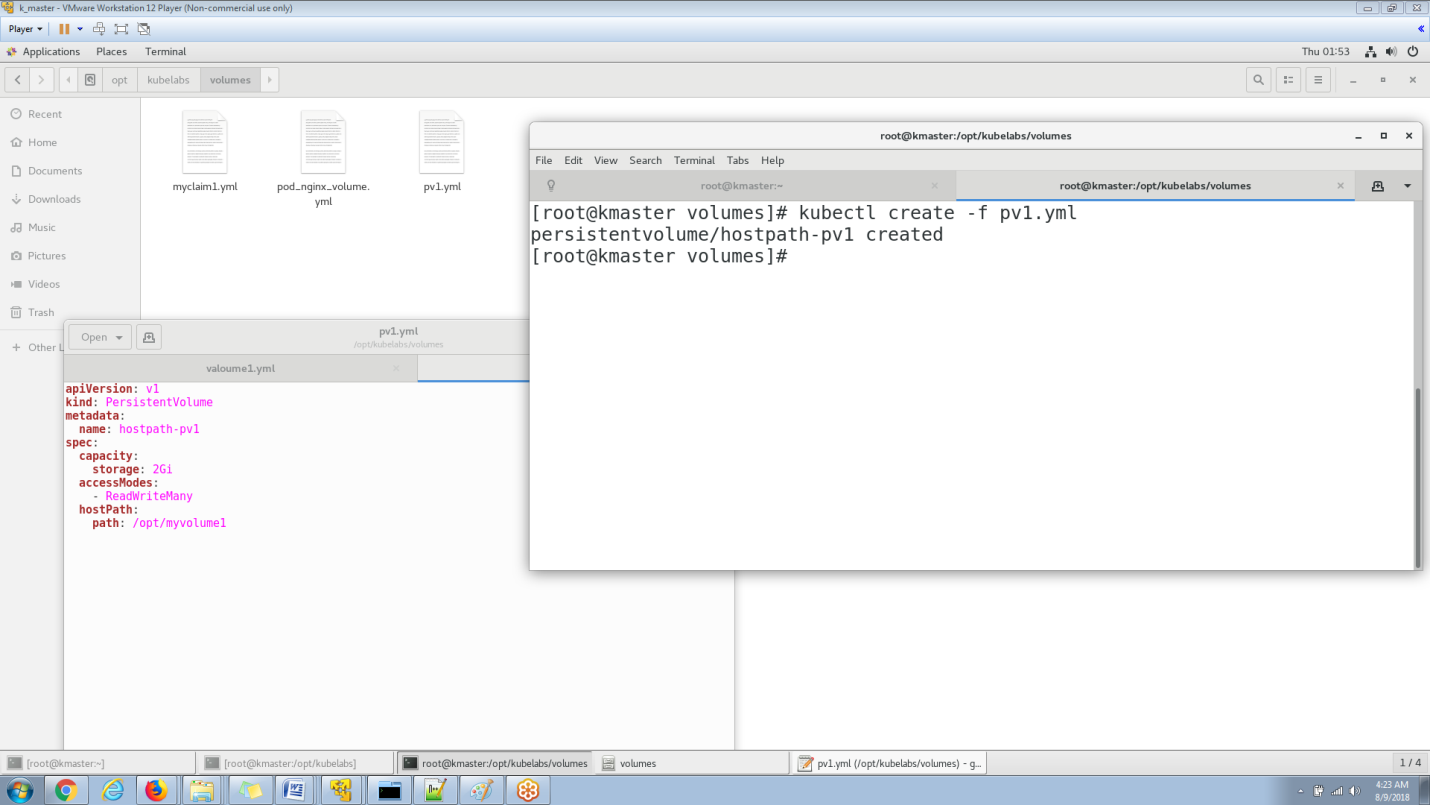 k_master - VMware Workstation 12 Player (Non-commercial use only)
Player
Applications Places Terminal Thu 01:53
opt kubelabs volumes
Recent
Home
Documents
Downloads
Music
Pictures
Videos
Trash
Other L
myclaim1.yml
pod_nginx_volume.
yml
pv1.yml
root@kmaster:/opt/kubelabs/volumes
File Edit View Search Terminal Tabs Help
root@kmaster:~ root@kmaster:/opt/kubelabs/volumes
[root@kmaster volumes]# kubectl create -f pv1.yml
persistentvolume/hostpath-pv1 created
[root@kmaster volumes]#
Open
pv1.yml
/opt/kubelabs/volumes
valoume1.yml
apiVersion: v1
kind: PersistentVolume
metadata:
  name: hostpath-pv1
spec:
  capacity:
    storage: 2Gi
  accessModes:
    - ReadWriteMany
  hostPath:
    path: /opt/myvolume1
[root@kmaster:~] [root@kmaster:/opt/kubelabs] root@kmaster:/opt/kubelabs/volumes volumes pv1.yml (/opt/kubelabs/volumes) - g... 1 / 4
4:23 AM
8/9/2018